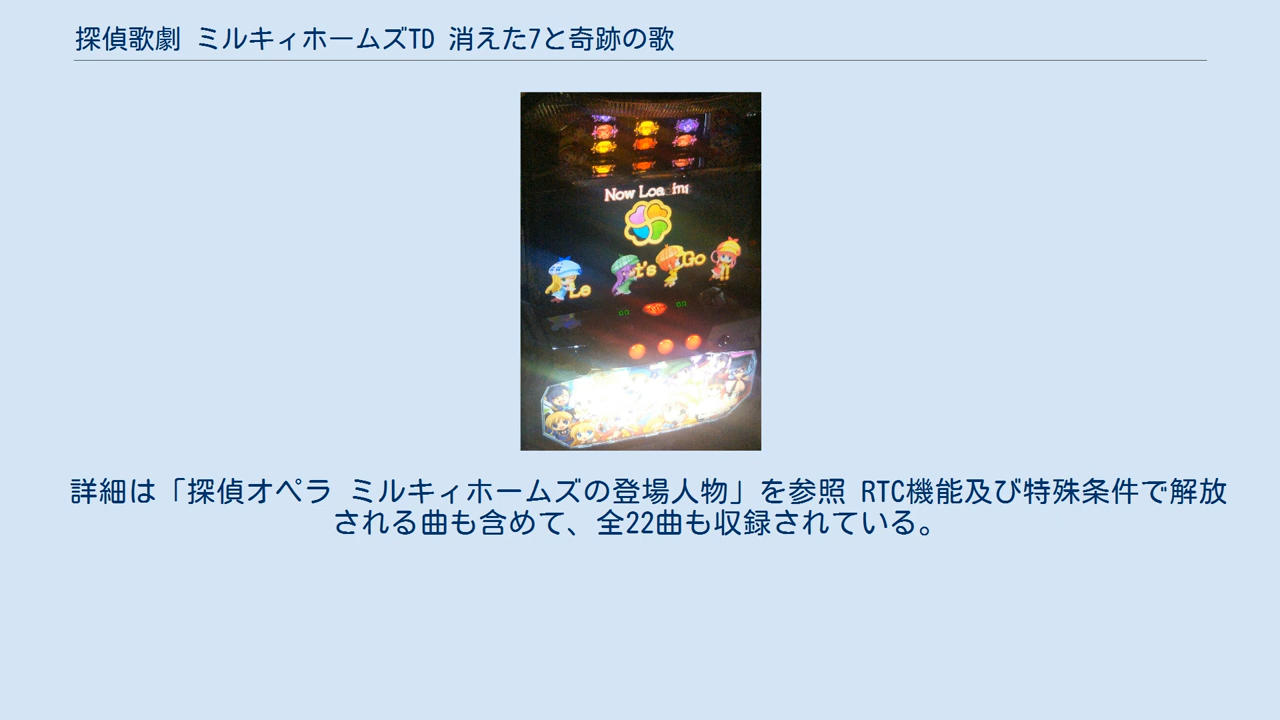 探偵歌劇 ミルキィホームズTD 消えた7と奇跡の歌
Now Loading
Let's Go
詳細は「探偵オペラ ミルキィホームズの登場人物」を参照 RTC機能及び特殊条件で解放
される曲も含めて、全22曲も収録されている。